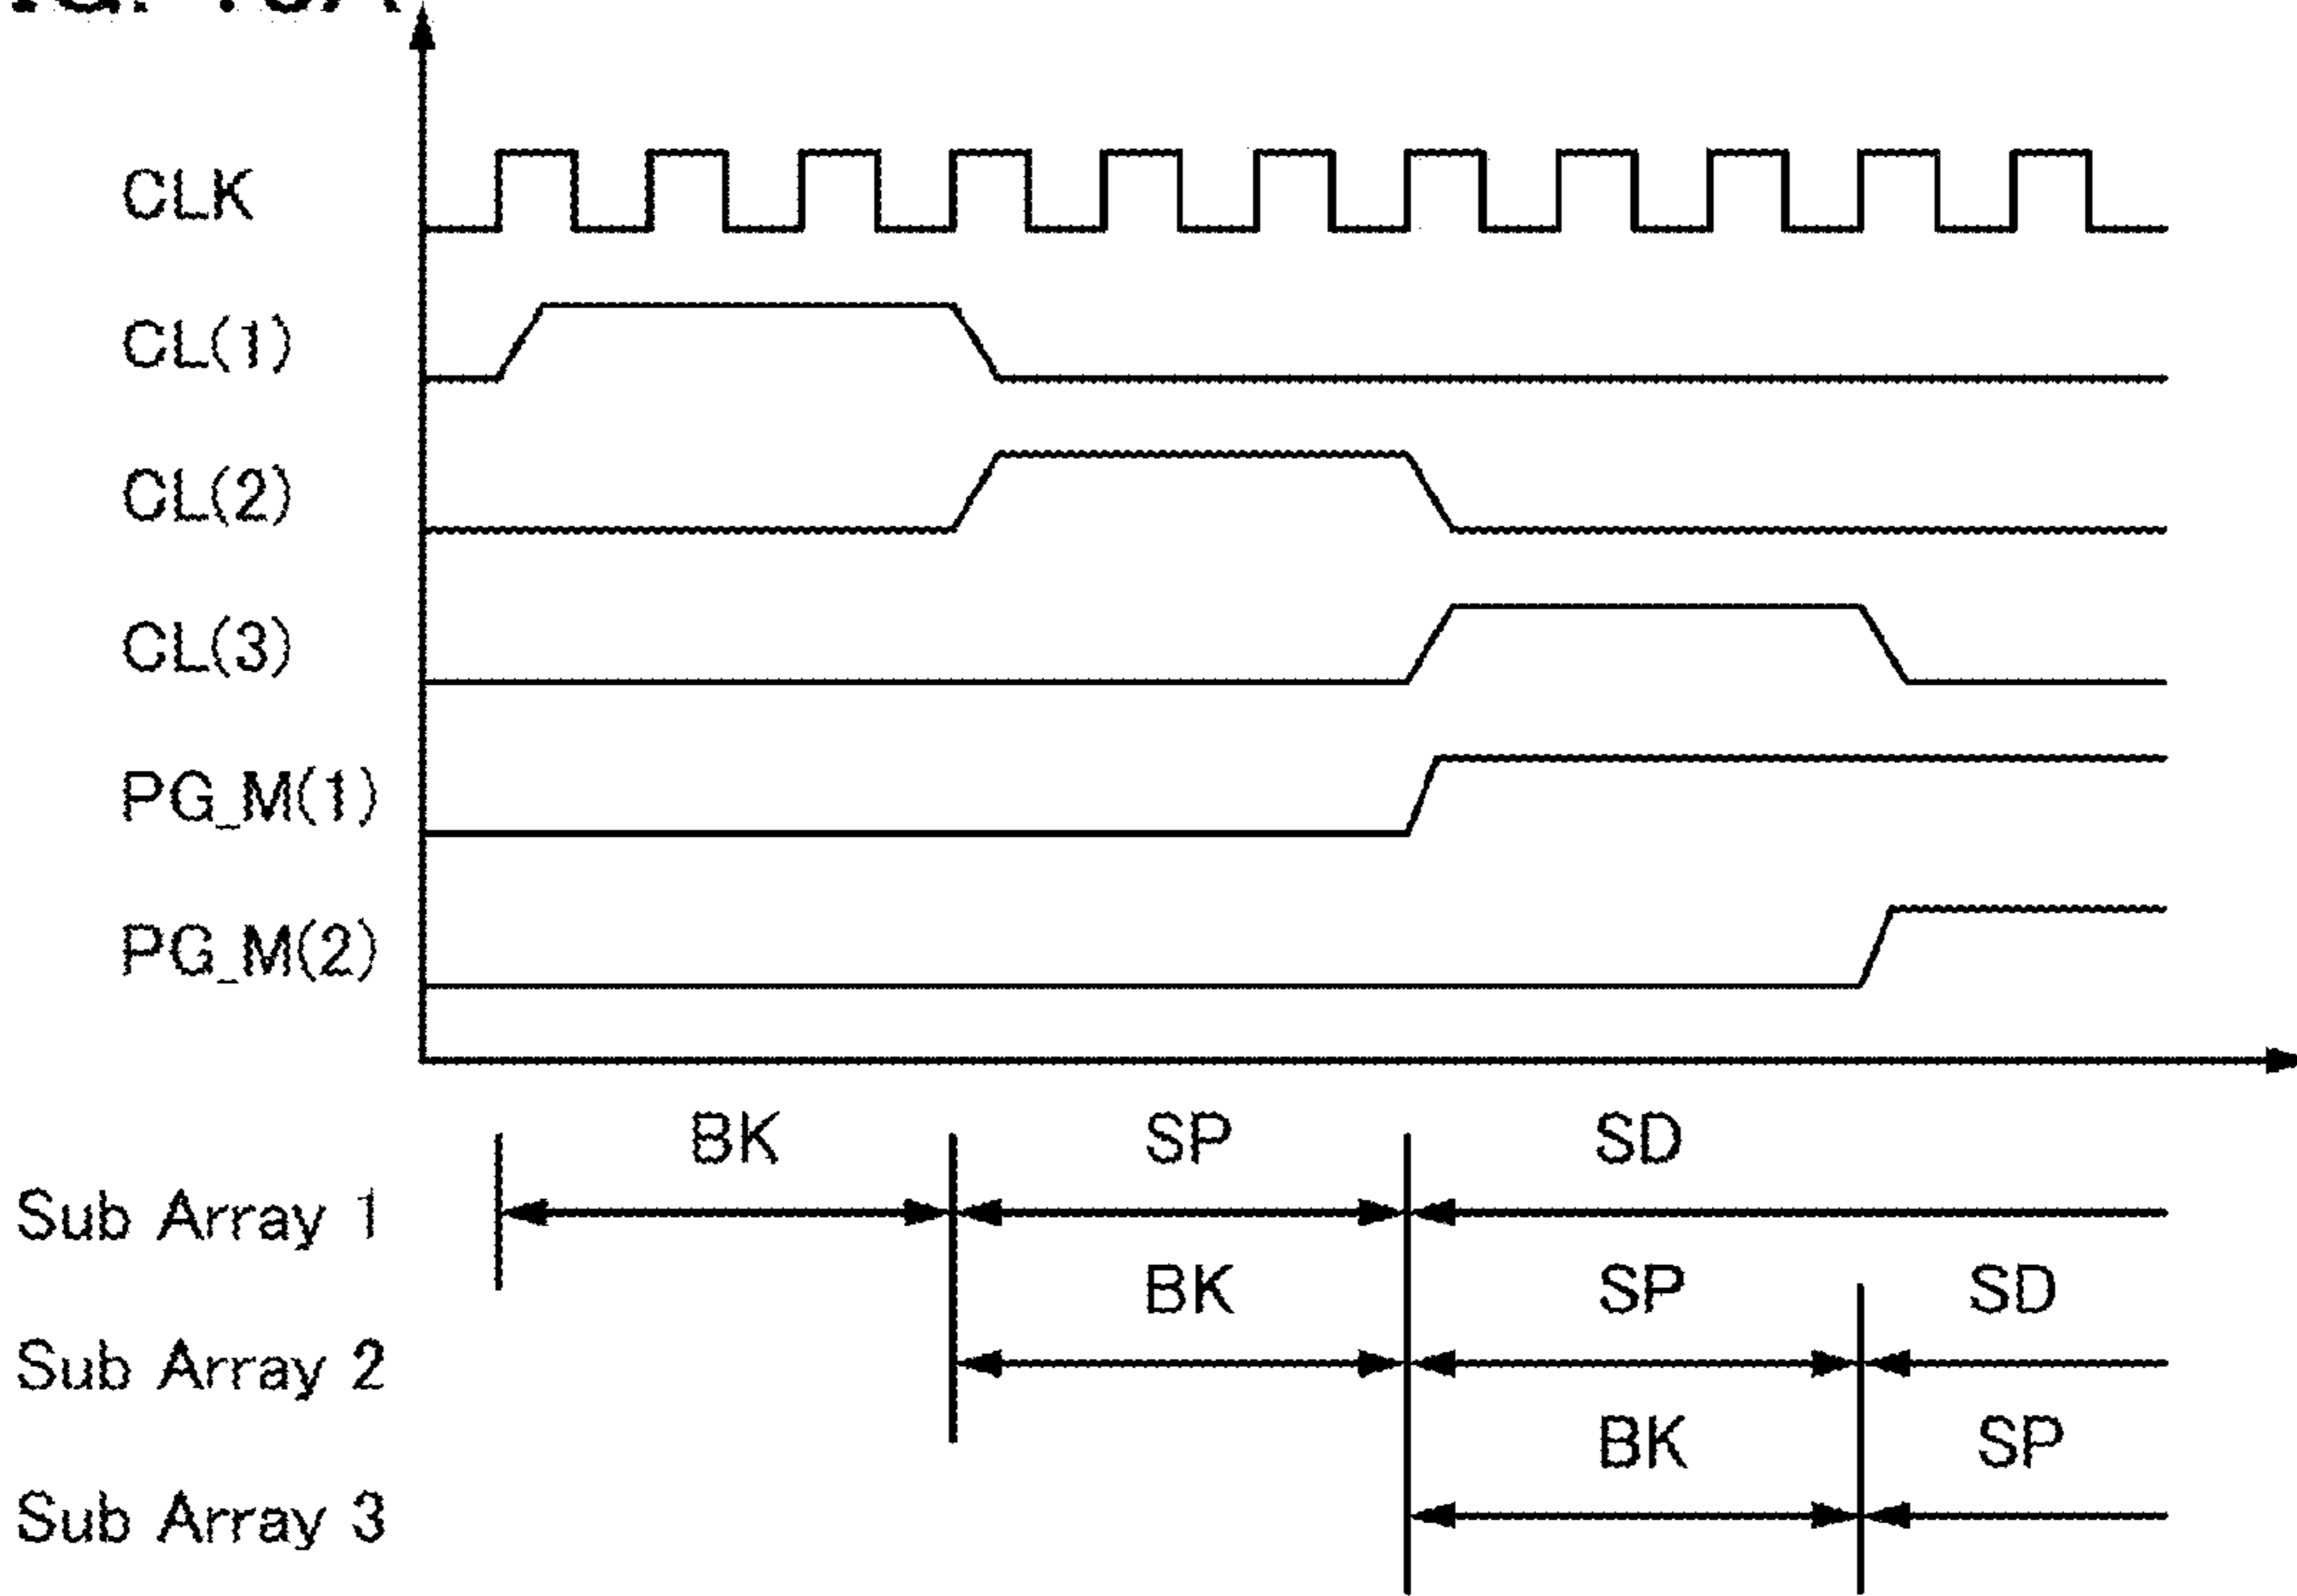 CLK
CL(1)
CL(2)
CL(3)
PG_M(1)
PG_M(2)
BK SP SD
Sub Array 1
BK SP SD
Sub Array 2
BK SP
Sub Array 3